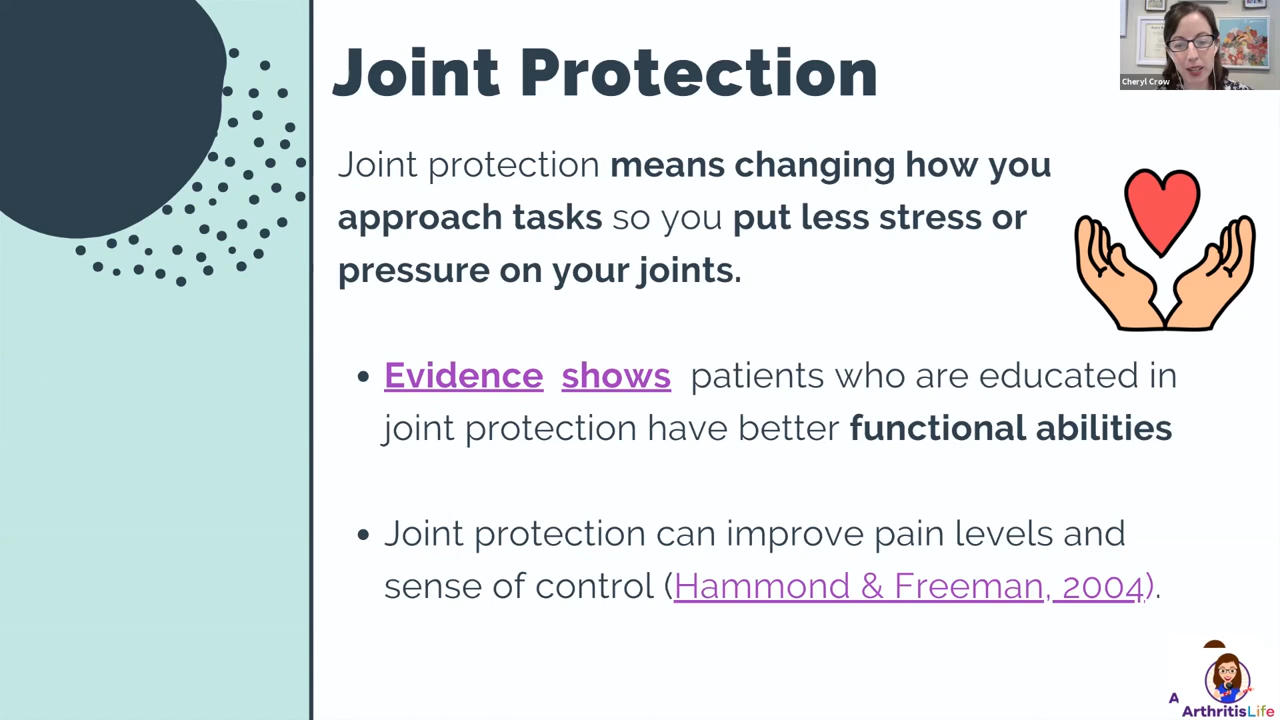 Joint Protection
Cheryl Crow
Joint protection means changing how you
approach tasks so you put less stress or
pressure on your joints.
• Evidence shows patients who are educated in
joint protection have better functional abilities
• Joint protection can improve pain levels and
sense of control (Hammond & Freeman, 2004).
A
ArthritisLife